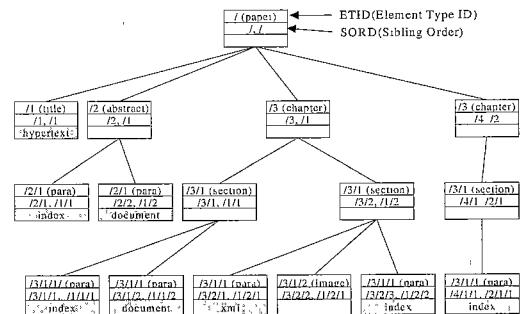 / (paper)
/, /
ETID(Element Type ID)
SORD(Sibling Order)
/1 (title)
/1, /1
hypertext
/2 (abstract)
/2, /1
/3 (chapter)
/3, /1
/3 (chapter)
/4 /2
/2/1 (para)
/2/1, /1/1
index
/2/1 (para)
/2/2, /1/2
document
/3/1 (section)
/3/1, /1/1
/3/1 (section)
/3/2, /1/2
/3/1 (section)
/4/1 /2/1
/3/1/1 (para)
/3/1/1, /1/1/1
index
/3/1/1 (para)
/3/1/2, /1/1/2
document
/3/1/1 (para)
/3/2/1, /1/2/1
xml
/3/1/2 (image)
/3/2/2, /1/2/1
/3/1/1 (para)
/3/2/3, /1/2/2
index
/3/1/1 (para)
/4/1/1, /2/1/1
index